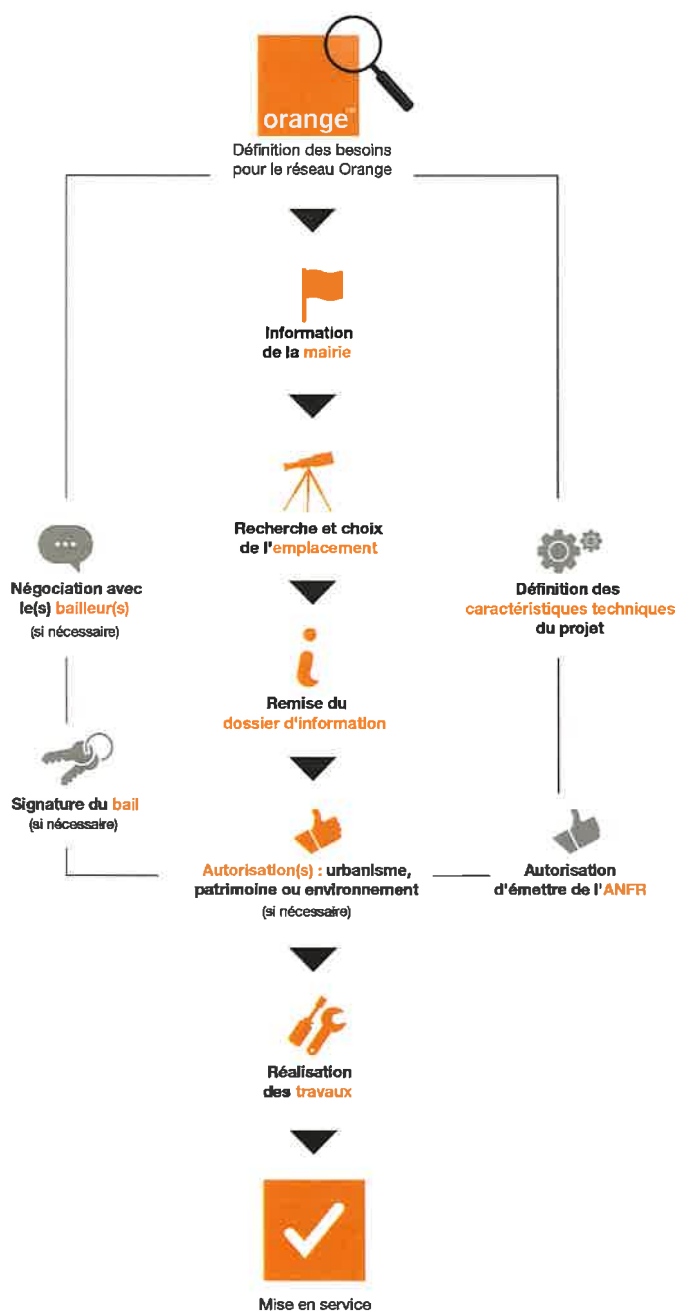 orange
Définition des besoins
pour le réseau Orange
Information
de la mairie
Recherche et choix
de l'emplacement
Négociation avec
le(s) bailleur(s)
(si nécessaire)
Définition des
caractéristiques techniques
du projet
Remise du
dossier d'information
Signature du bail
(si nécessaire)
Autorisation(s) : urbanisme,
patrimoine ou environnement
(si nécessaire)
Autorisation
d'émettre de l'ANFR
Réalisation
des travaux
Mise en service